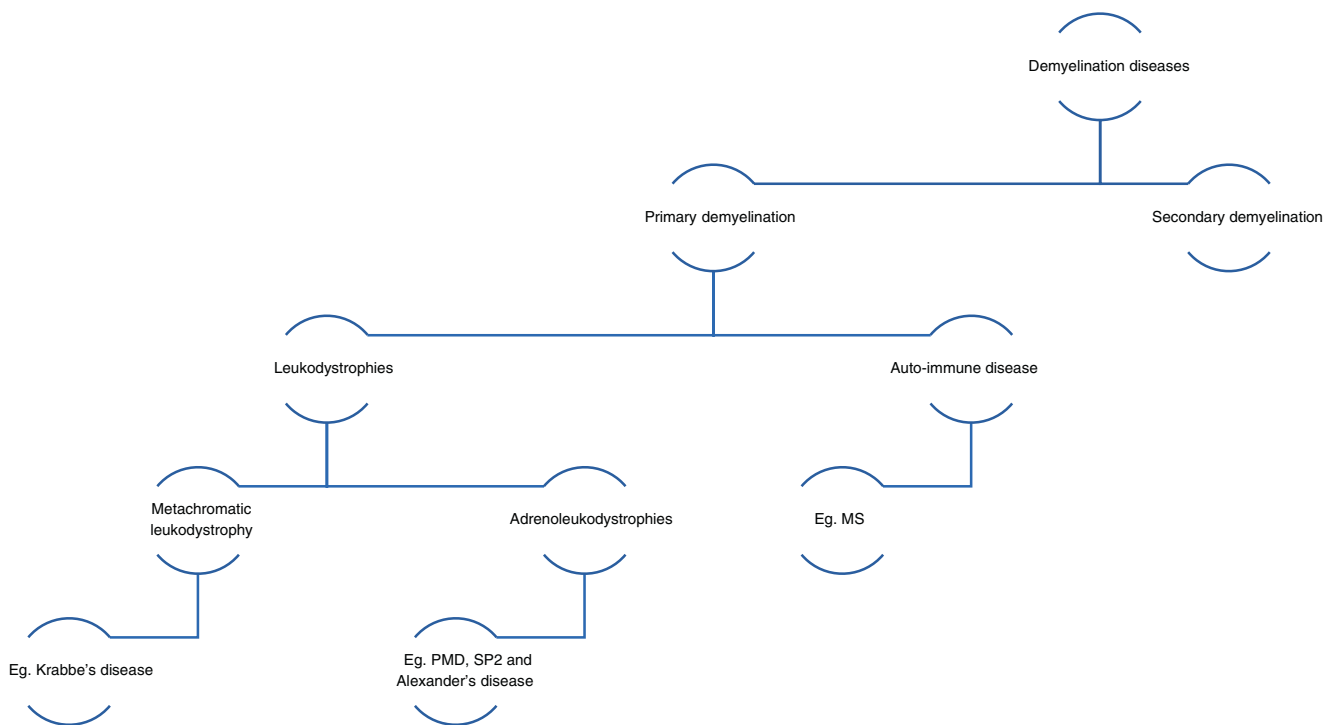 Demyelination diseases
Primary demyelination
Secondary demyelination
Leukodystrophies
Auto-immune disease
Metachromatic
leukodystrophy
Adrenoleukodystrophies
Eg. MS
Eg. Krabbe’s disease
Eg. PMD, SP2 and
Alexander’s disease